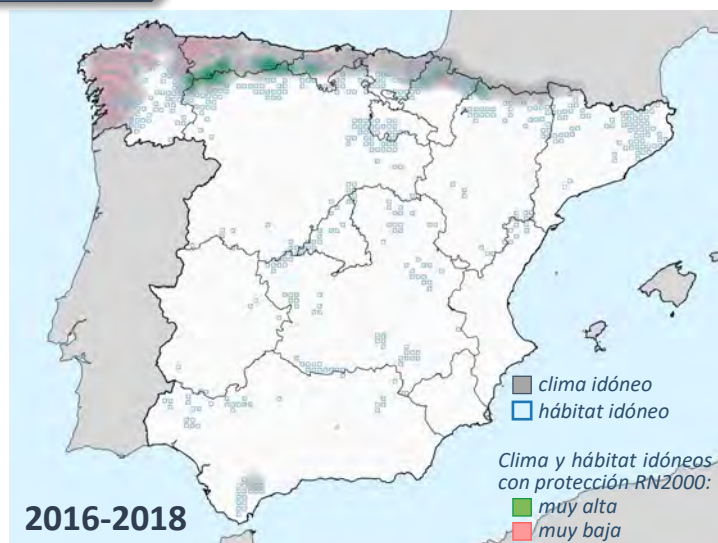 clima idóneo
hábitat idóneo
Clima y hábitat idóneos
con protección RN2000:
muy alta
muy baja
2016-2018